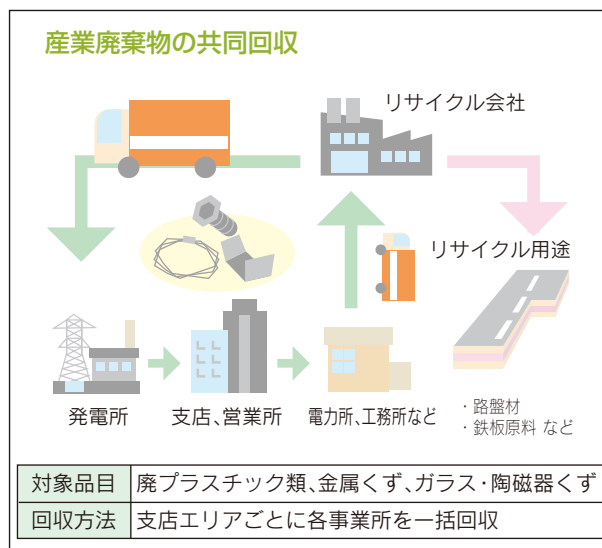 産業廃棄物の共同回収
リサイクル会社
リサイクル用途
発電所
支店、営業所
電力所、工務所など
・路盤材
・鉄板原料 など
対象品目 廃プラスチック類、金属くず、ガラス・陶磁器くず
回収方法 支店エリアごとに各事業所を一括回収